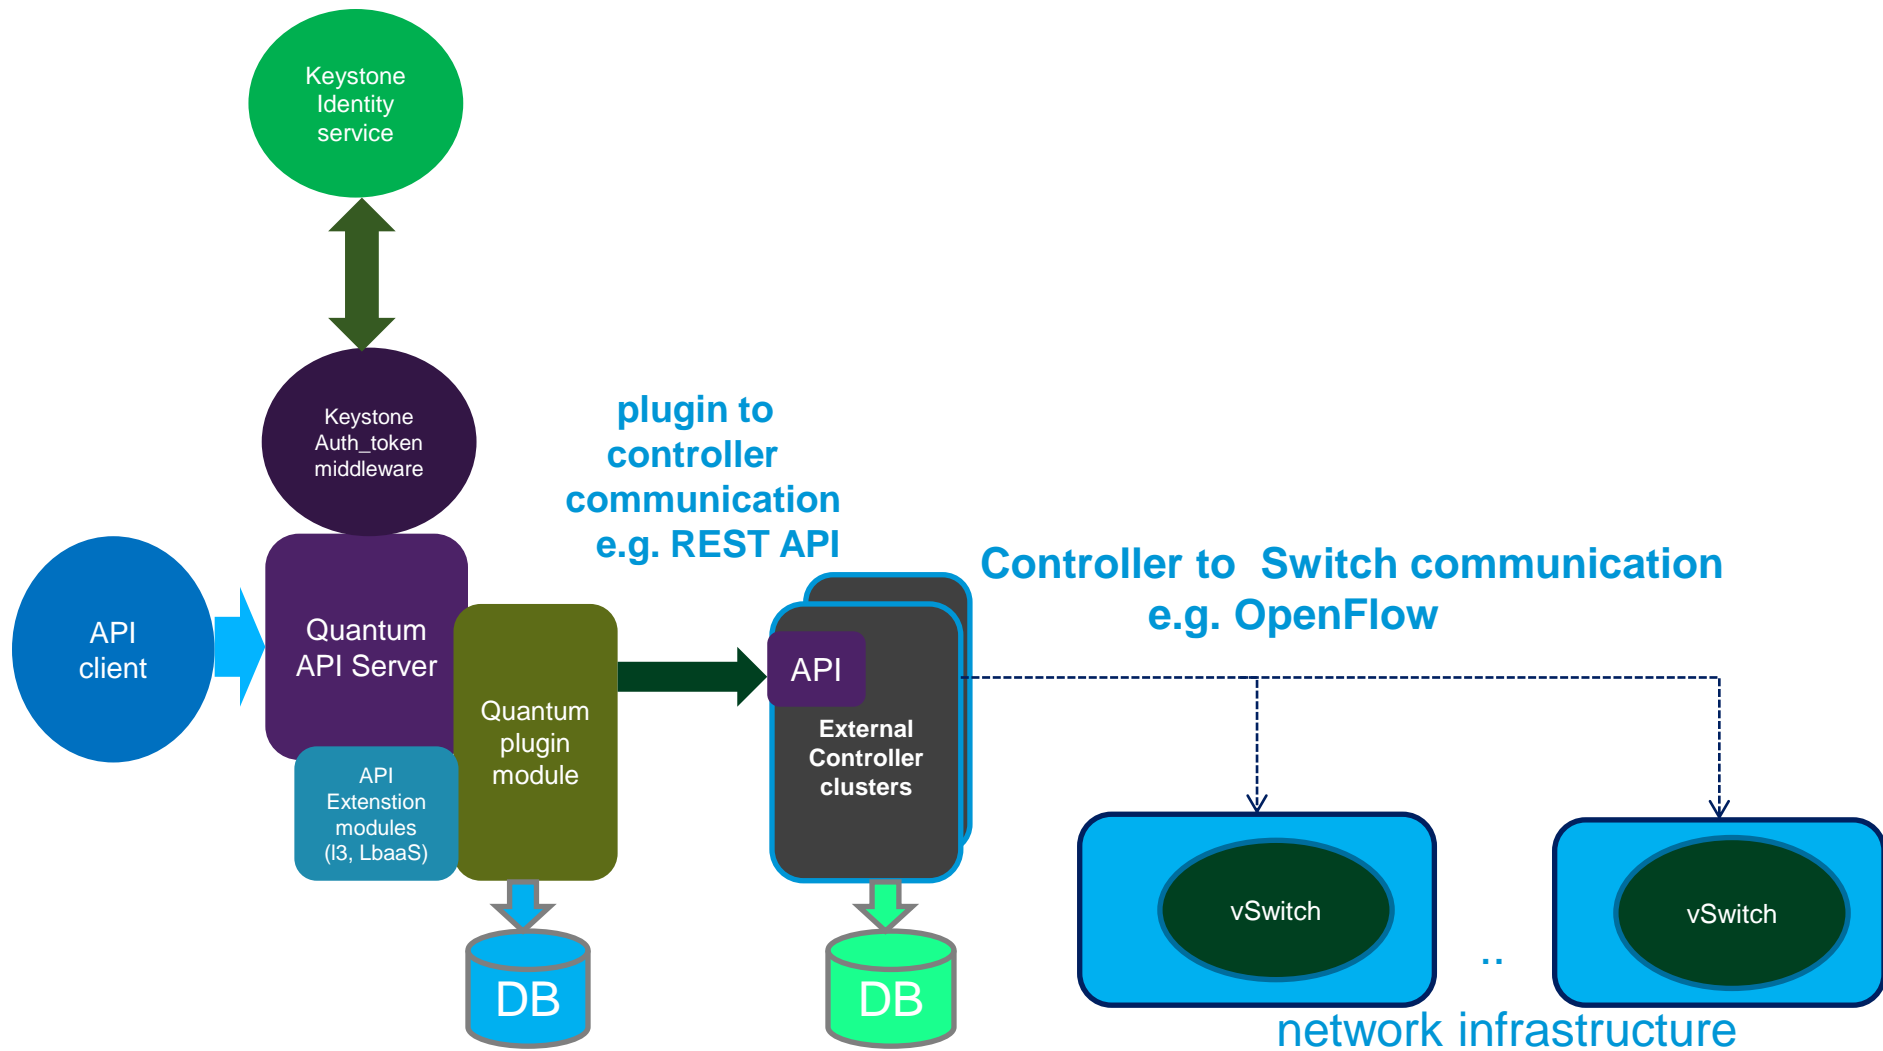 Keystone
Identity
service
Keystone
Auth_token
middleware
plugin to
controller
communication
e.g. REST API
Controller to  Switch communication
e.g. OpenFlow
API
client
Quantum
API Server
API
Quantum
plugin
module
External
Controller
clusters
API
Extenstion
modules
(l3, LbaaS)
vSwitch
vSwitch
..
DB
DB
network infrastructure